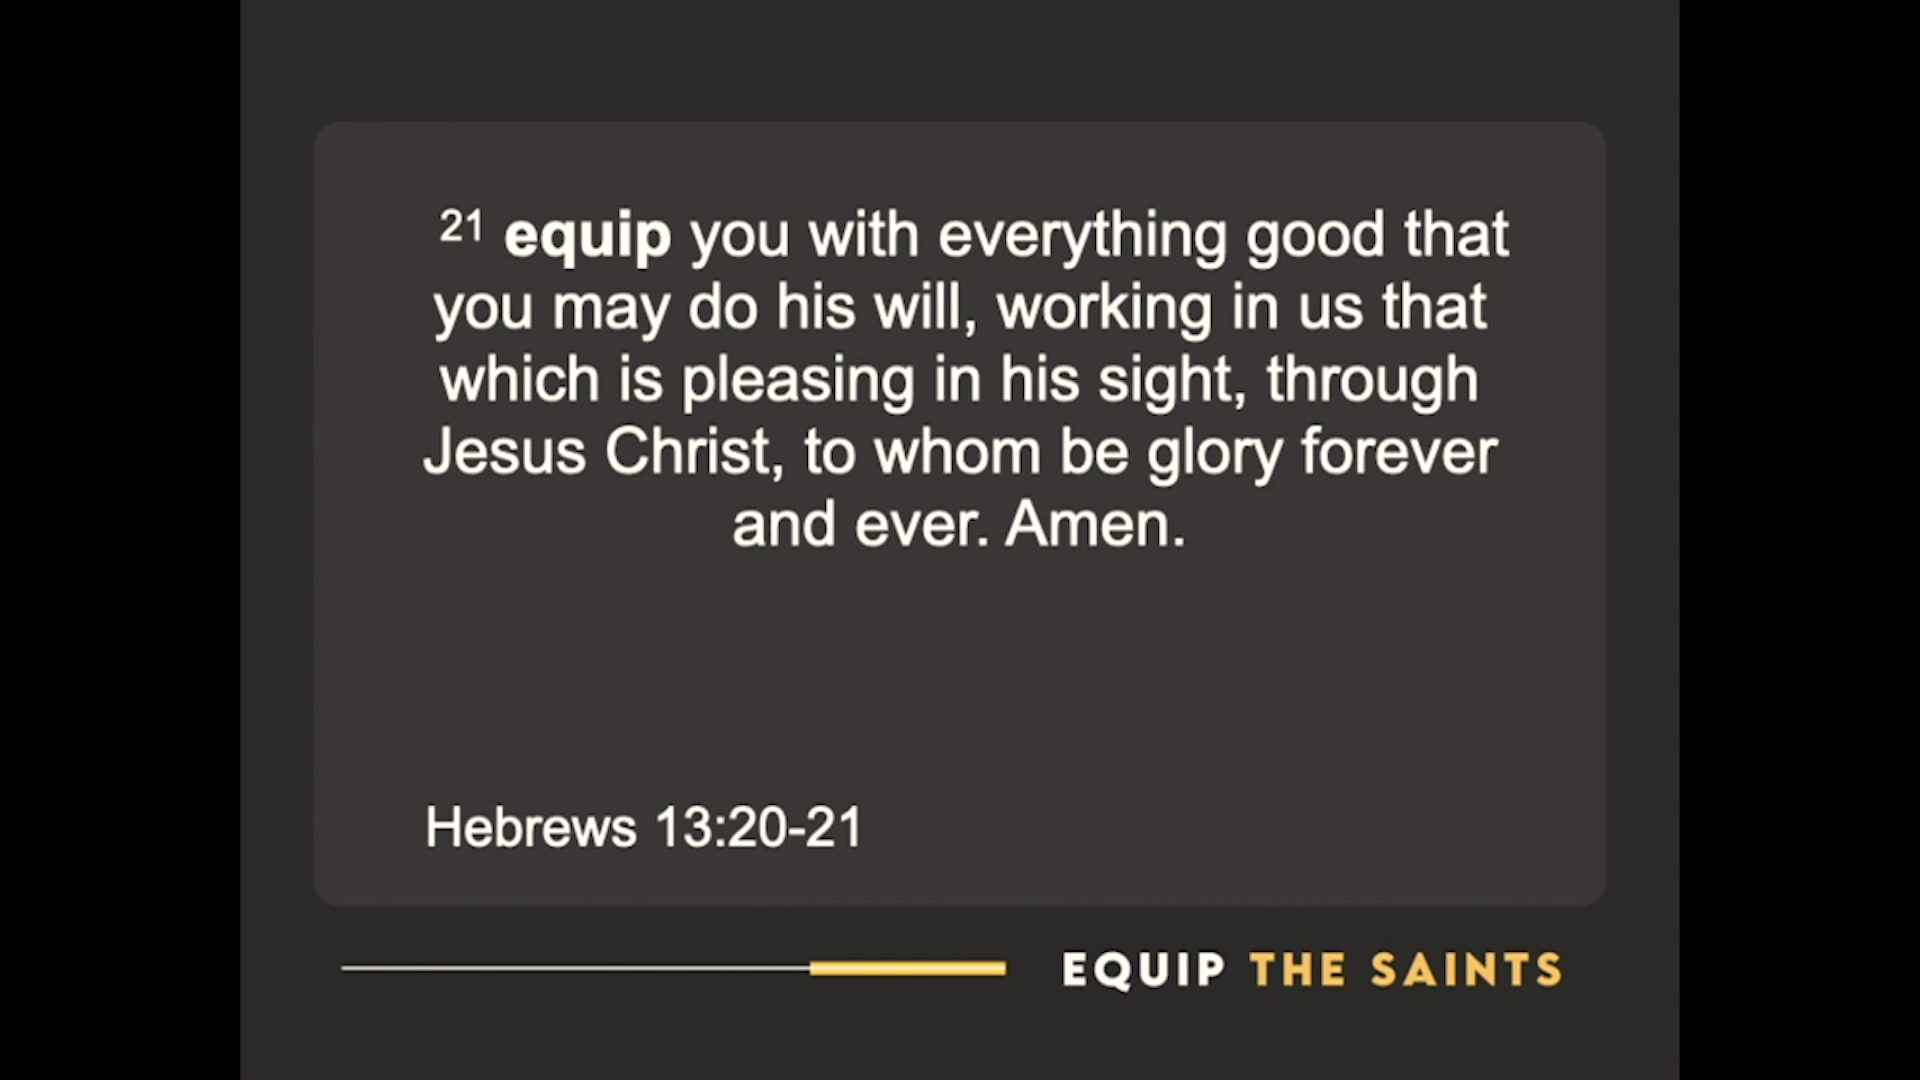 21 equip you with everything good that
you may do his will, working in us that
which is pleasing in his sight, through
Jesus Christ, to whom be glory forever
and ever. Amen.
Hebrews 13:20-21
EQUIP THE SAINTS